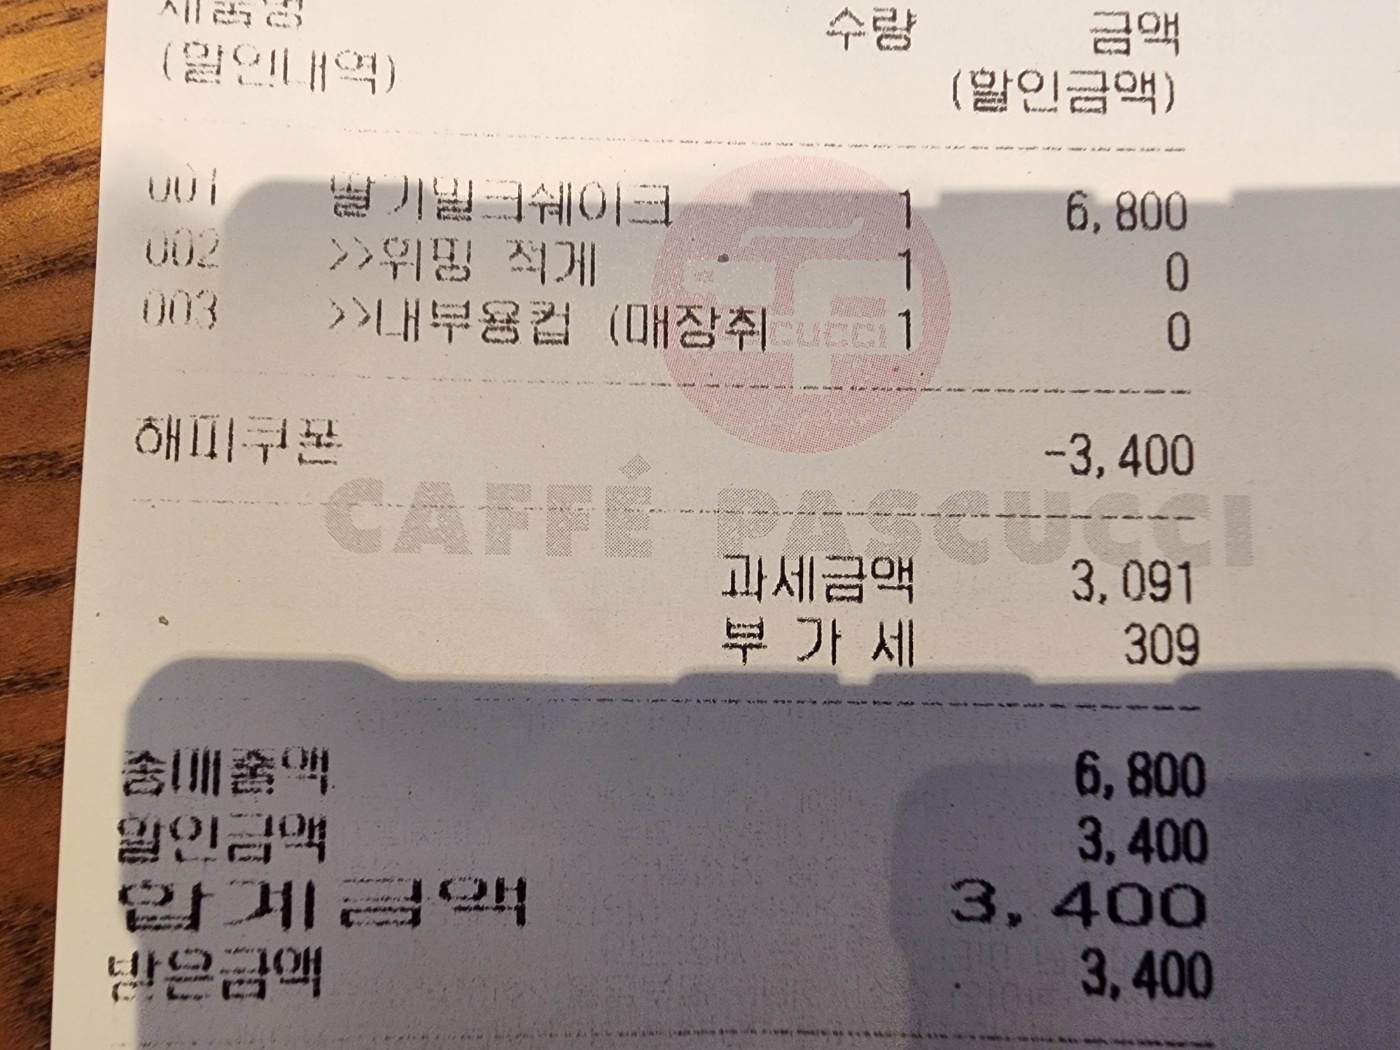 제품명 수량 금액
(할인내역) (할인금액)
001 딸기밀크쉐이크 1 6,800
002 >>위핑 적게 1 0
003 >>내부용컵 (매장취 1 0
해피쿠폰 -3,400
CAFFÉ PASCUCCI
과세금액 3,091
부 가 세 309
총매출액 6,800
할인금액 3,400
합계금액 3,400
받은금액 3,400